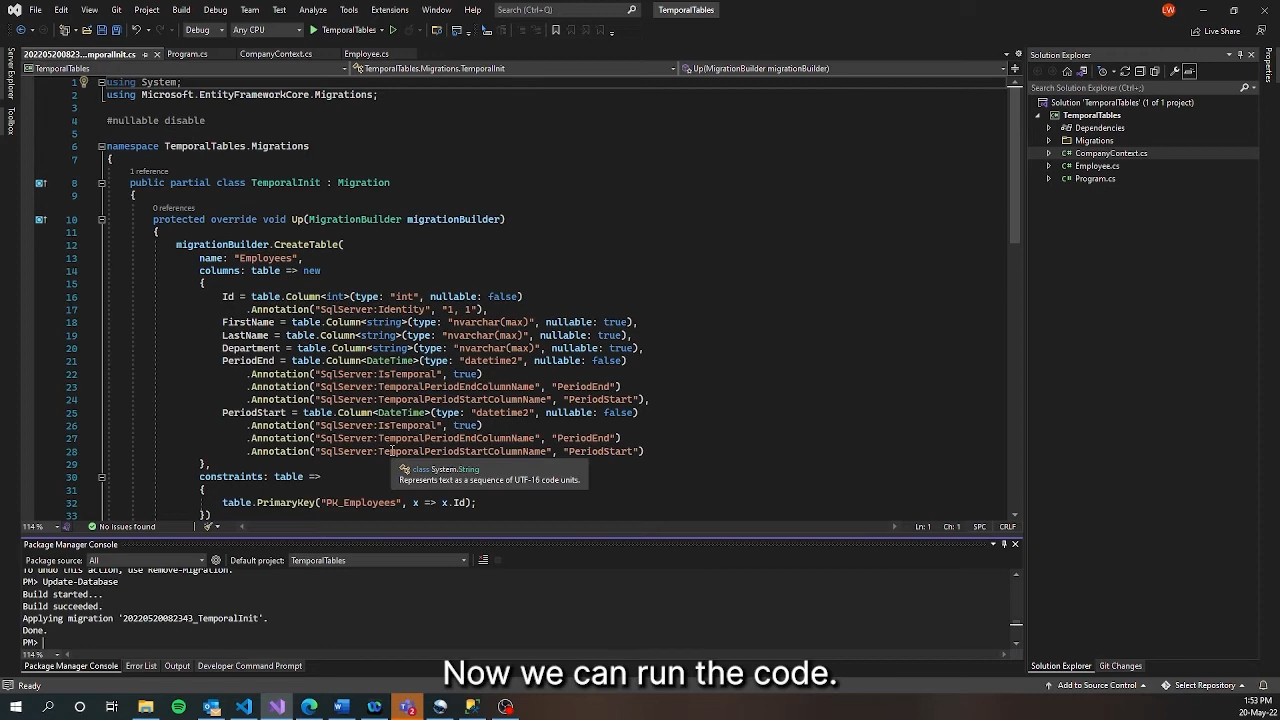 File Edit View Git Project Build Debug Team Test Analyze Tools Extensions Window Help Search (Ctrl+Q) TemporalTables LW
Debug Any CPU TemporalTables Live Share
202205200823...mporalInit.cs Program.cs CompanyContext.cs Employee.cs
TemporalTables TemporalTables.Migrations.TemporalInit Up(MigrationBuilder migrationBuilder)
Server Explorer
Toolbox
1 using System;
2 using Microsoft.EntityFrameworkCore.Migrations;
3
4 #nullable disable
5
6 namespace TemporalTables.Migrations
7 {
1 reference
8 public partial class TemporalInit : Migration
9 {
0 references
10 protected override void Up(MigrationBuilder migrationBuilder)
11 {
12 migrationBuilder.CreateTable(
13 name: "Employees",
14 columns: table => new
15 {
16 Id = table.Column<int>(type: "int", nullable: false)
17 .Annotation("SqlServer:Identity", "1, 1"),
18 FirstName = table.Column<string>(type: "nvarchar(max)", nullable: true),
19 LastName = table.Column<string>(type: "nvarchar(max)", nullable: true),
20 Department = table.Column<string>(type: "nvarchar(max)", nullable: true),
21 PeriodEnd = table.Column<DateTime>(type: "datetime2", nullable: false)
22 .Annotation("SqlServer:IsTemporal", true)
23 .Annotation("SqlServer:TemporalPeriodEndColumnName", "PeriodEnd")
24 .Annotation("SqlServer:TemporalPeriodStartColumnName", "PeriodStart"),
25 PeriodStart = table.Column<DateTime>(type: "datetime2", nullable: false)
26 .Annotation("SqlServer:IsTemporal", true)
27 .Annotation("SqlServer:TemporalPeriodEndColumnName", "PeriodEnd")
28 .Annotation("SqlServer:TemporalPeriodStartColumnName", "PeriodStart")
29 },
30 constraints: table =>
31 {
32 table.PrimaryKey("PK_Employees", x => x.Id);
33 })
class System.String
Represents text as a sequence of UTF-16 code units.
114 % No issues found Ln: 1 Ch: 1 SPC CRLF
Solution Explorer
Search Solution Explorer (Ctrl+;)
Solution 'TemporalTables' (1 of 1 project)
TemporalTables
Dependencies
Migrations
CompanyContext.cs
Employee.cs
Program.cs
Properties
Package Manager Console
Package source: All Default project: TemporalTables
To undo this action, use Remove-Migration.
PM> Update-Database
Build started...
Build succeeded.
Applying migration '20220520082343_TemporalInit'.
Done.
PM>
114 %
Package Manager Console Error List Output Developer Command Prompt
Solution Explorer Git Changes
Now we can run the code.
Ready Add to Source Control Select Repository
1:53 PM
20-May-22